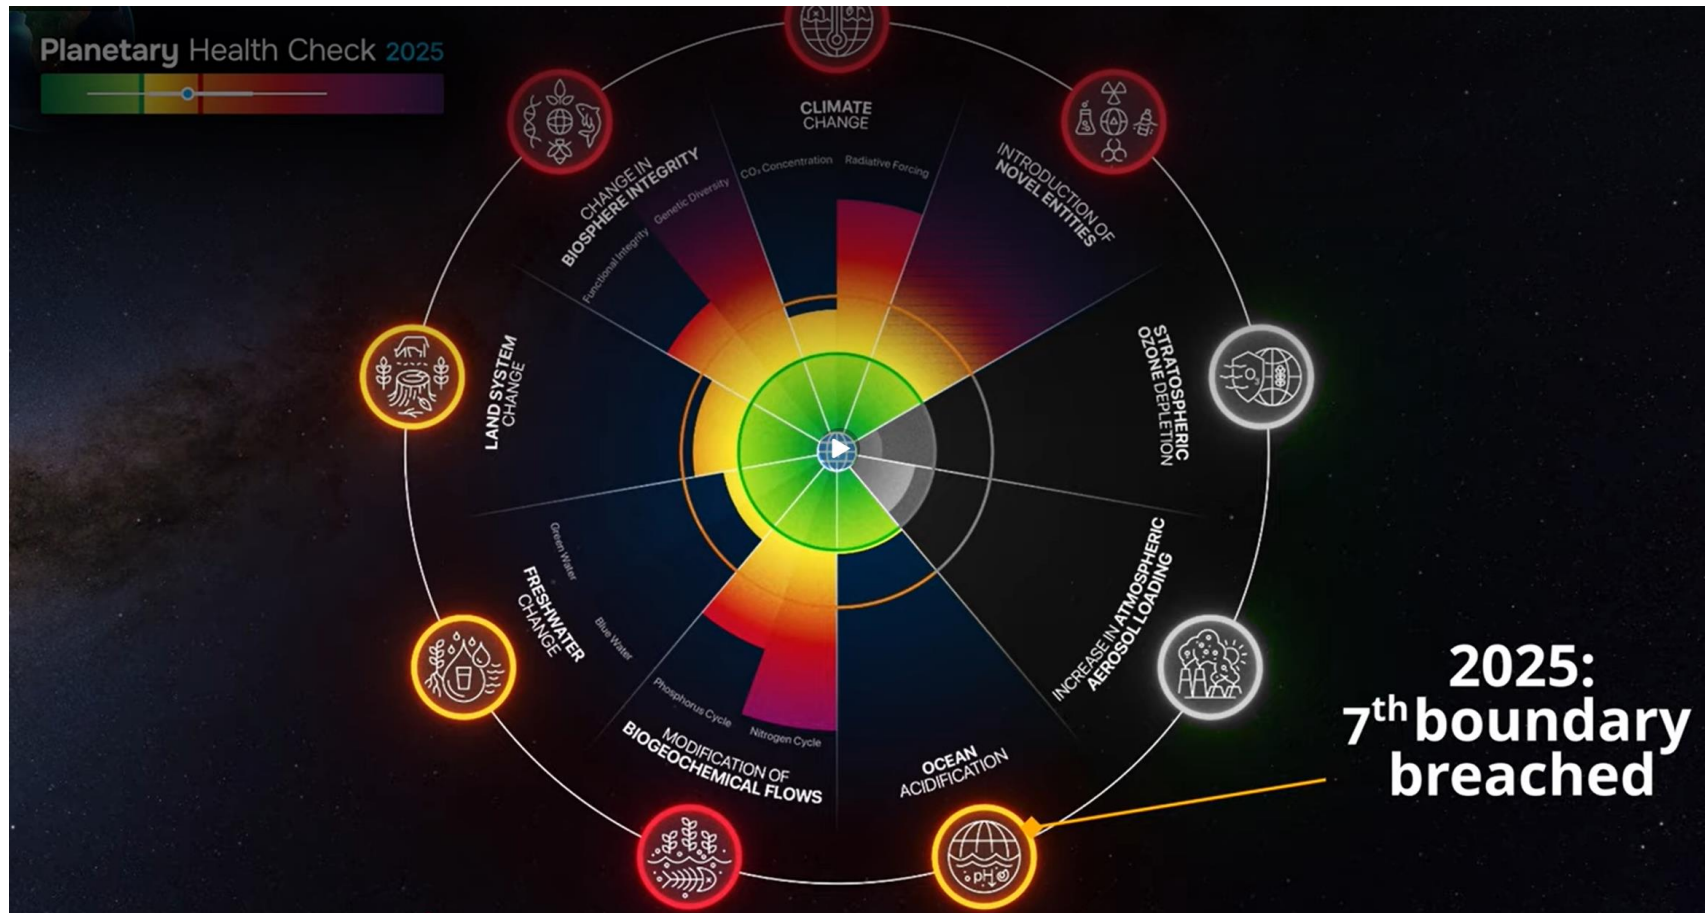 Planetary Health Check 2025
CLIMATE
CHANGE
CO₂ Concentration
Radiative Forcing
INTRODUCTION OF
NOVEL ENTITIES
STRATOSPHERIC
OZONE DEPLETION
O₃
INCREASE IN ATMOSPHERIC
AEROSOL LOADING
OCEAN
ACIDIFICATION
pH
MODIFICATION OF
BIOGEOCHEMICAL FLOWS
Phosphorus Cycle
Nitrogen Cycle
FRESHWATER
CHANGE
Green Water
Blue Water
LAND SYSTEM
CHANGE
CHANGE IN
BIOSPHERE INTEGRITY
Functional Integrity
Genetic Diversity
2025:
7th boundary
breached